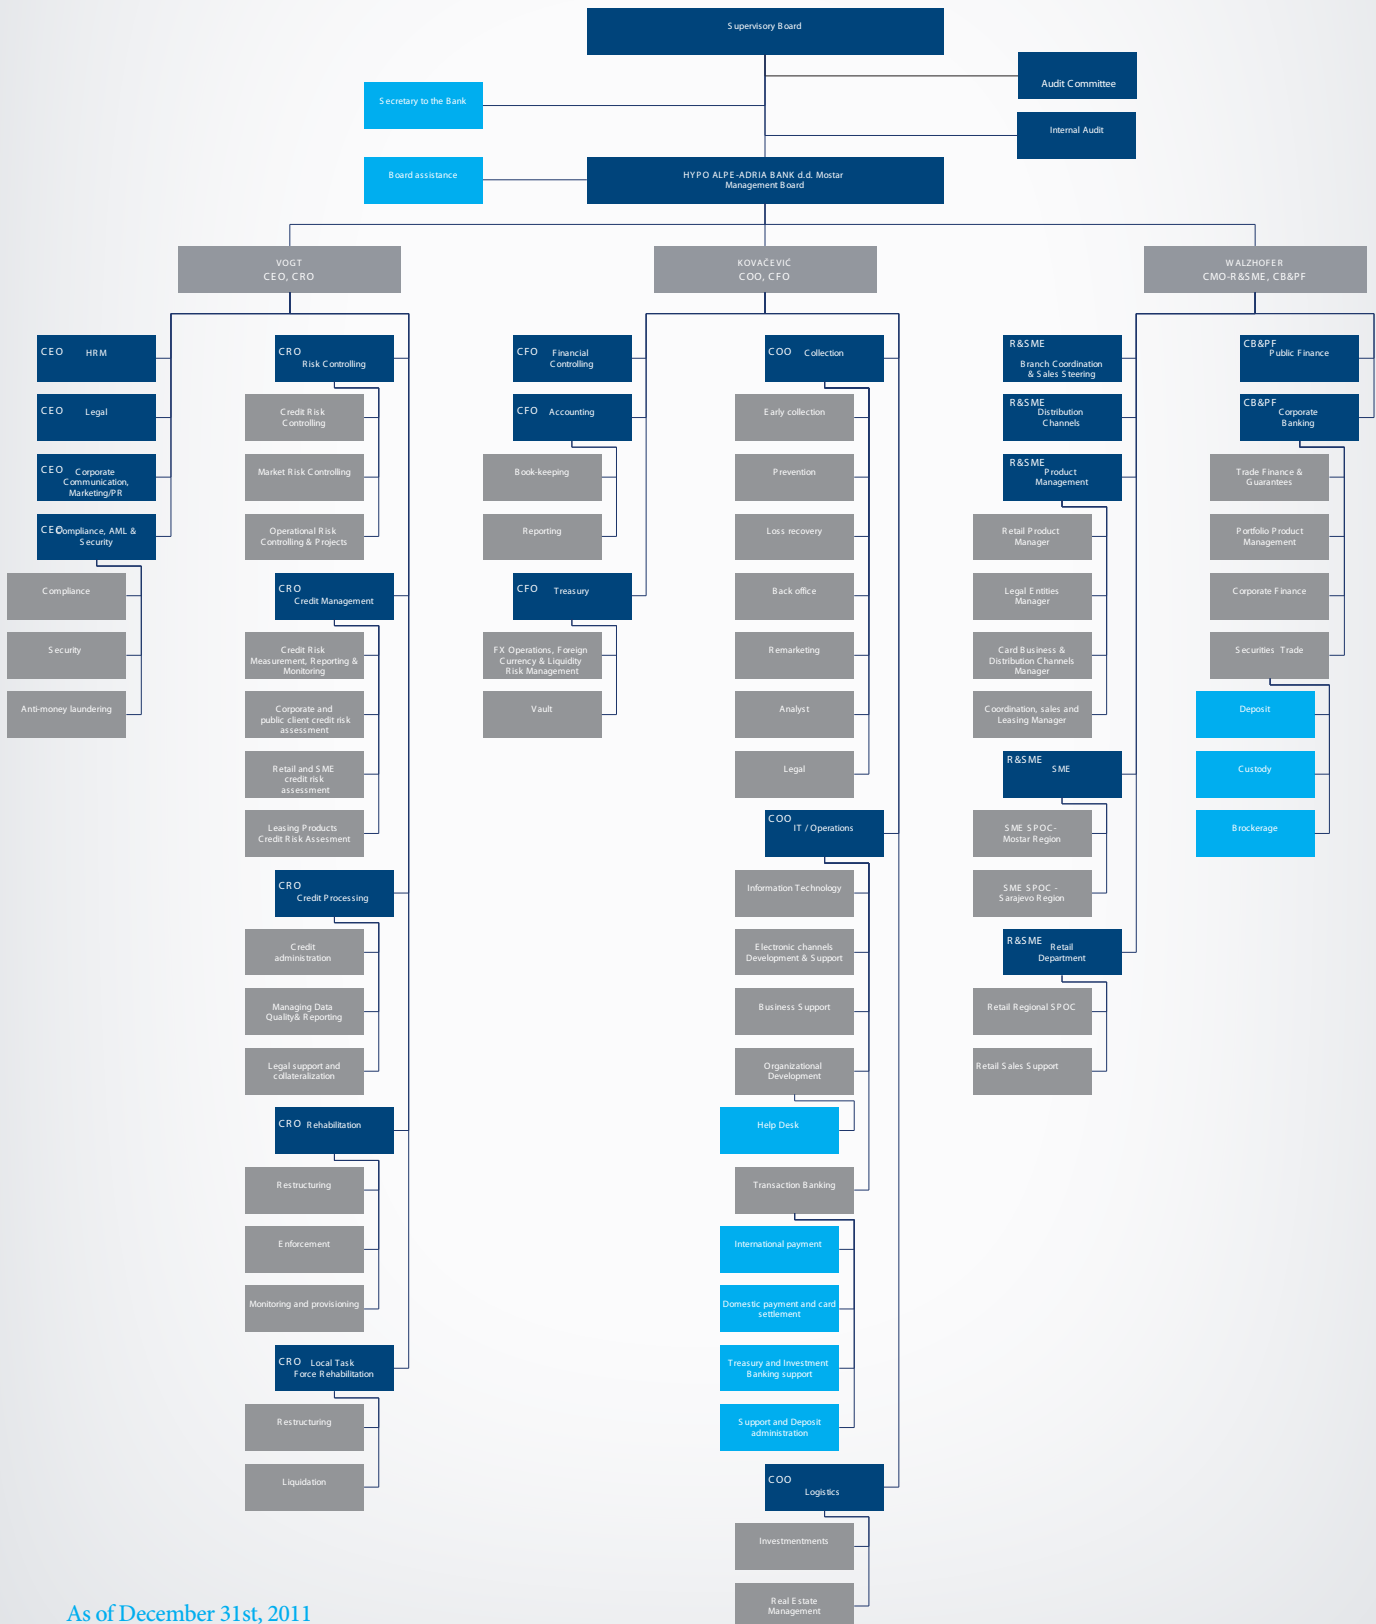 Supervisory Board
Audit Committee
Secretary to the Bank
Internal Audit
Board assistance
HYPO ALPE-ADRIA BANK d.d. Mostar
Management Board
VOGT
CEO, CRO
KOVAČEVIĆ
COO, CFO
WALZHOFER
CMO-R&SME, CB&PF
CEO HRM
CEO Legal
CEO Corporate
Communication,
Marketing/PR
CEO Compliance, AML &
Security
Compliance
Security
Anti-money laundering
CRO
Risk Controlling
Credit Risk
Controlling
Market Risk Controlling
Operational Risk
Controlling & Projects
CRO
Credit Management
Credit Risk
Measurement, Reporting &
Monitoring
Corporate and
public client credit risk
assessment
Retail and SME
credit risk
assessment
Leasing Products
Credit Risk Assesment
CRO
Credit Processing
Credit
administration
Managing Data
Quality& Reporting
Legal support and
collateralization
CRO Rehabilitation
Restructuring
Enforcement
Monitoring and provisioning
CRO Local Task
Force Rehabilitation
Restructuring
Liquidation
CFO Financial
Controlling
CFO Accounting
Book-keeping
Reporting
CFO Treasury
FX Operations, Foreign
Currency & Liquidity
Risk Management
Vault
COO Collection
Early collection
Prevention
Loss recovery
Back office
Remarketing
Analyst
Legal
COO
IT / Operations
Information Technology
Electronic channels
Development & Support
Business Support
Organizational
Development
Help Desk
Transaction Banking
International payment
Domestic payment and card
settlement
Treasury and Investment
Banking support
Support and Deposit
administration
COO
Logistics
Investmentments
Real Estate
Management
R&SME
Branch Coordination
& Sales Steering
R&SME
Distribution
Channels
R&SME
Product
Management
Retail Product
Manager
Legal Entities
Manager
Card Business &
Distribution Channels
Manager
Coordination, sales and
Leasing Manager
R&SME
SME
SME SPOC-
Mostar Region
SME SPOC -
Sarajevo Region
R&SME
Retail
Department
Retail Regional SPOC
Retail Sales Support
CB&PF
Public Finance
CB&PF
Corporate
Banking
Trade Finance &
Guarantees
Portfolio Product
Management
Corporate Finance
Securities Trade
Deposit
Custody
Brockerage
As of December 31st, 2011